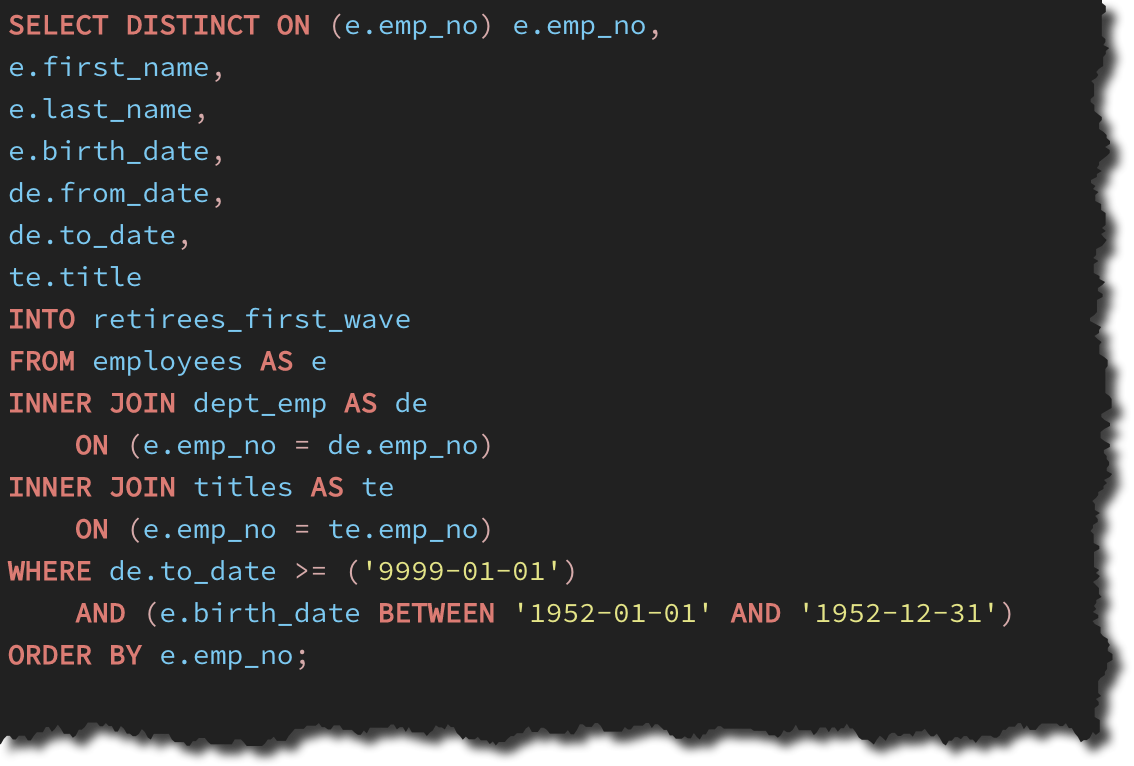 SELECT DISTINCT ON (e.emp_no) e.emp_no,
e.first_name,
e.last_name,
e.birth_date,
de.from_date,
de.to_date,
te.title
INTO retirees_first_wave
FROM employees AS e
INNER JOIN dept_emp AS de
    ON (e.emp_no = de.emp_no)
INNER JOIN titles AS te
    ON (e.emp_no = te.emp_no)
WHERE de.to_date >= ('9999-01-01')
    AND (e.birth_date BETWEEN '1952-01-01' AND '1952-12-31')
ORDER BY e.emp_no;